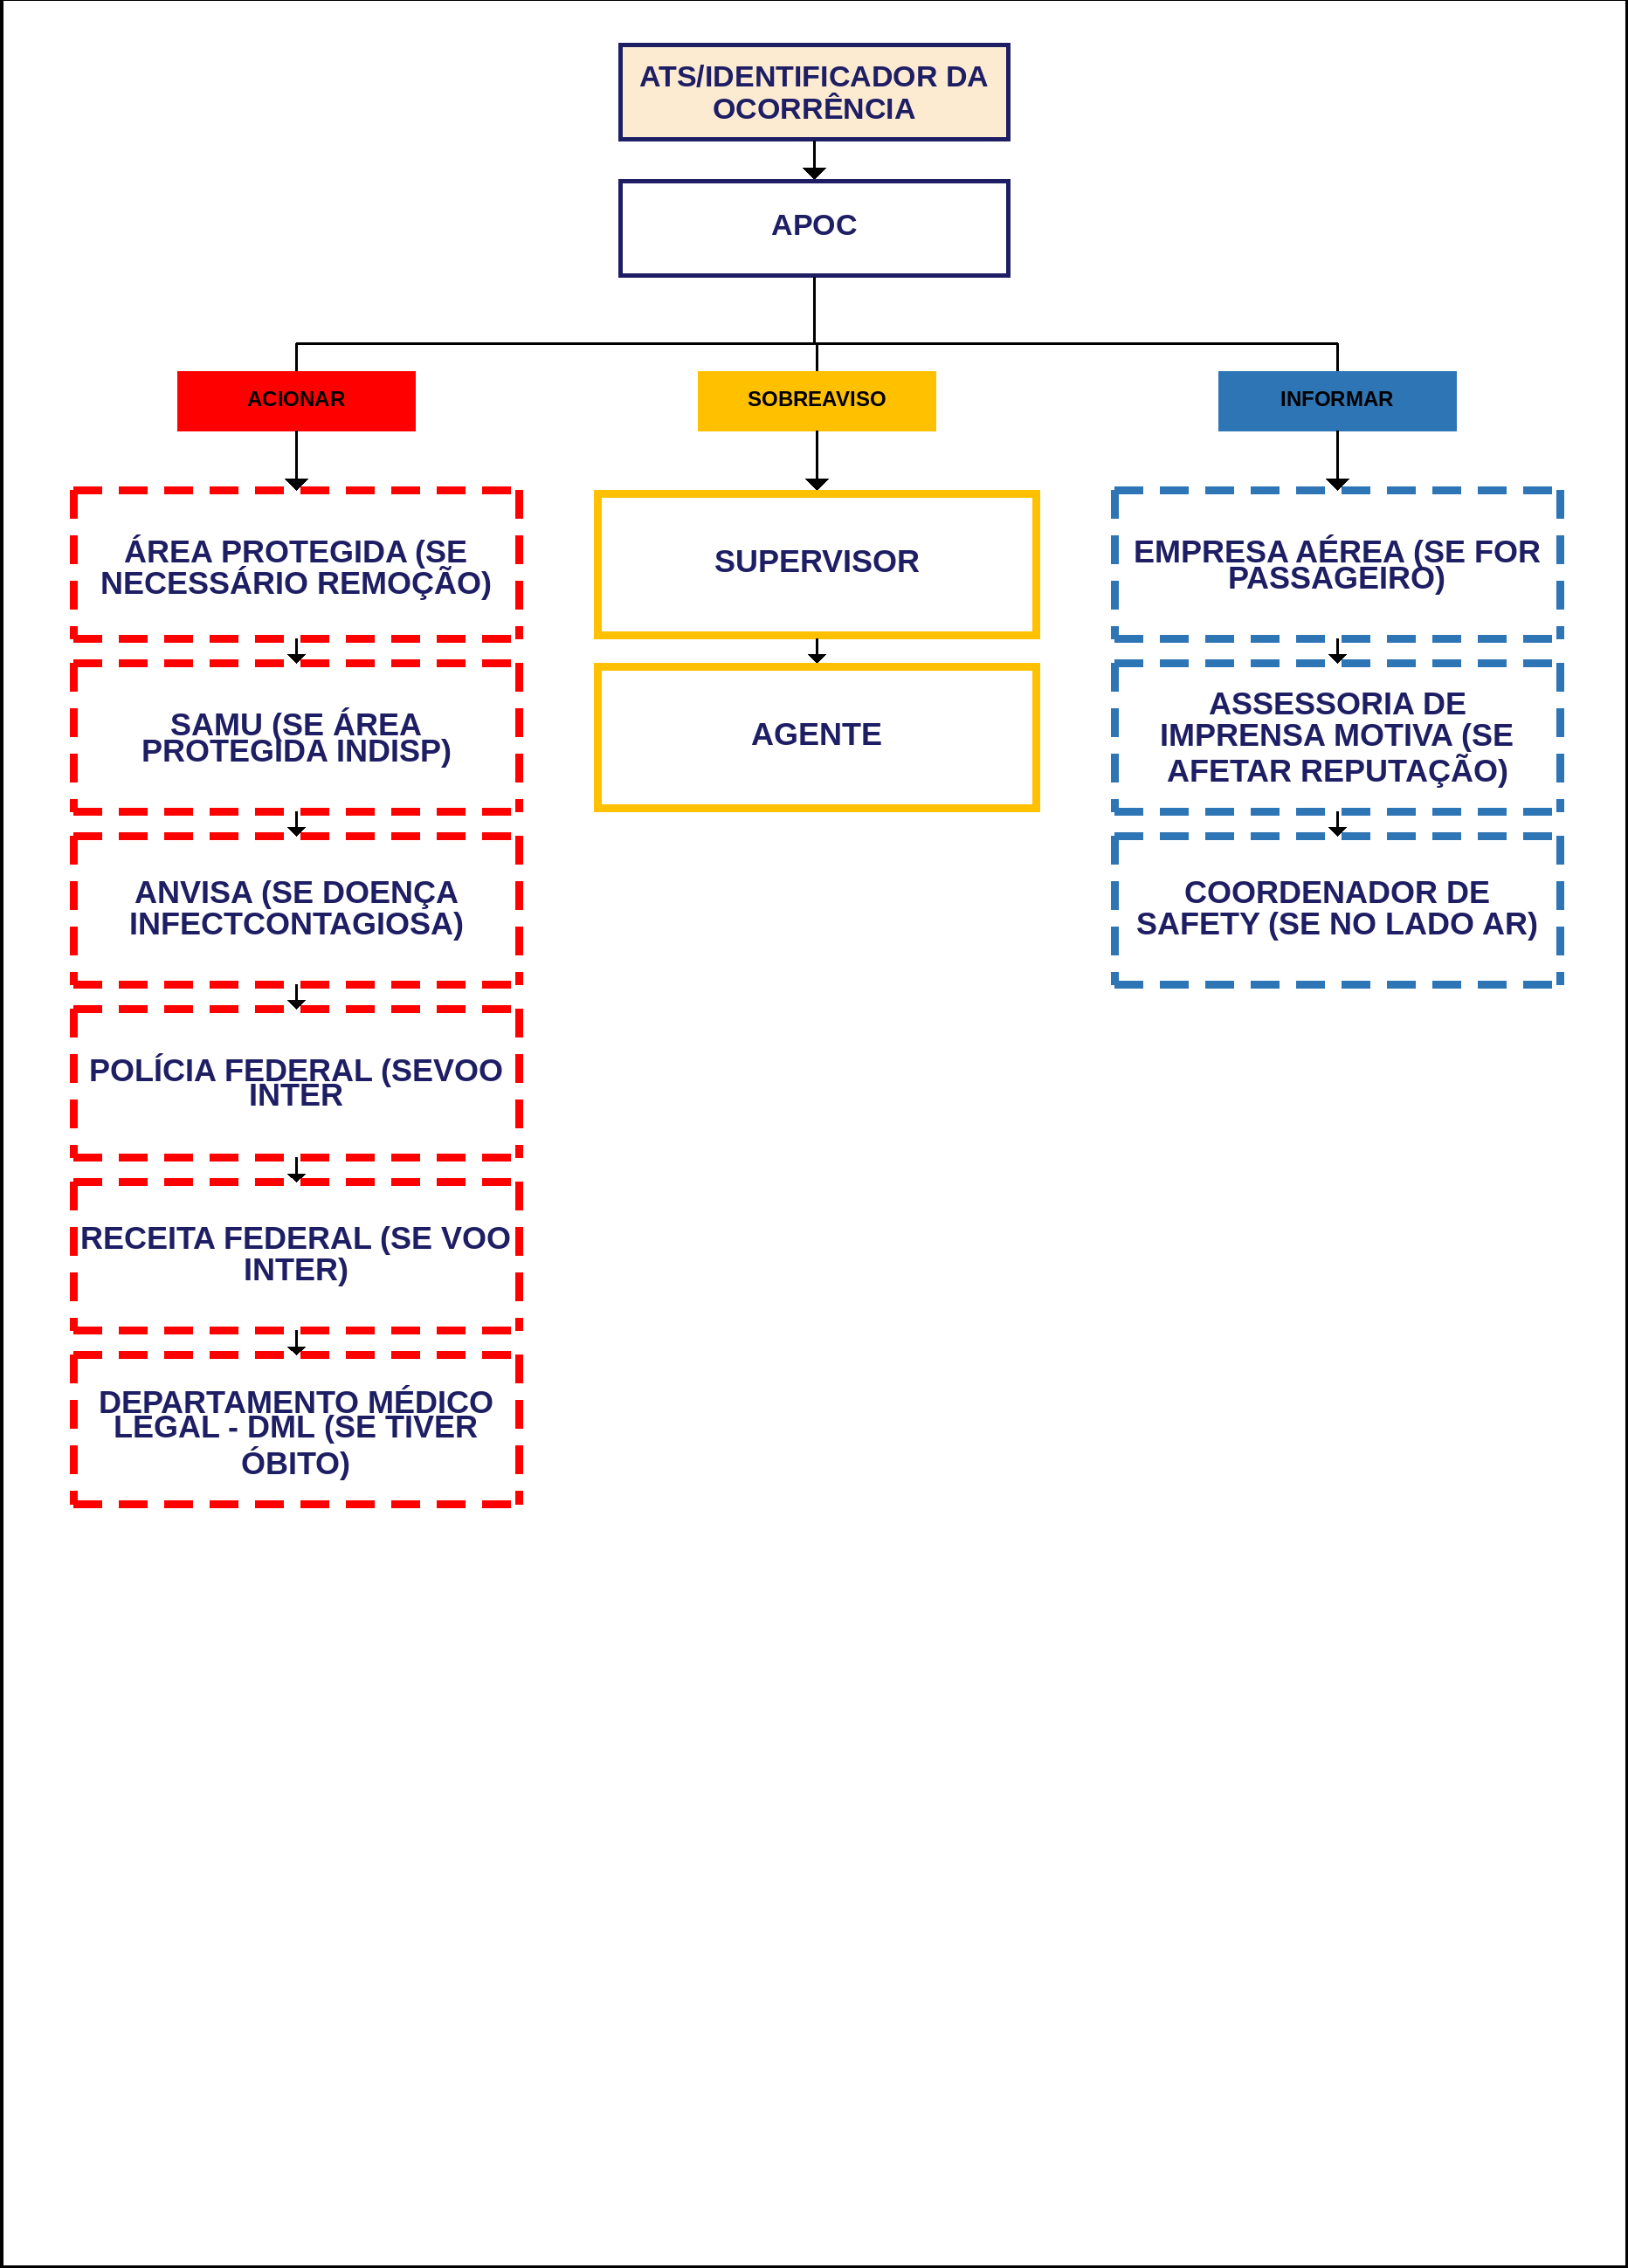 ATS/IDENTIFICADOR DA
OCORRÊNCIA
APOC
ACIONAR
SOBREAVISO
INFORMAR
ÁREA PROTEGIDA (SE
NECESSÁRIO REMOÇÃO)
SAMU (SE ÁREA
PROTEGIDA INDISP)
ANVISA (SE DOENÇA
INFECTCONTAGIOSA)
POLÍCIA FEDERAL (SEVOO
INTER
RECEITA FEDERAL (SE VOO
INTER)
DEPARTAMENTO MÉDICO
LEGAL - DML (SE TIVER
ÓBITO)
SUPERVISOR
AGENTE
EMPRESA AÉREA (SE FOR
PASSAGEIRO)
ASSESSORIA DE
IMPRENSA MOTIVA (SE
AFETAR REPUTAÇÃO)
COORDENADOR DE
SAFETY (SE NO LADO AR)